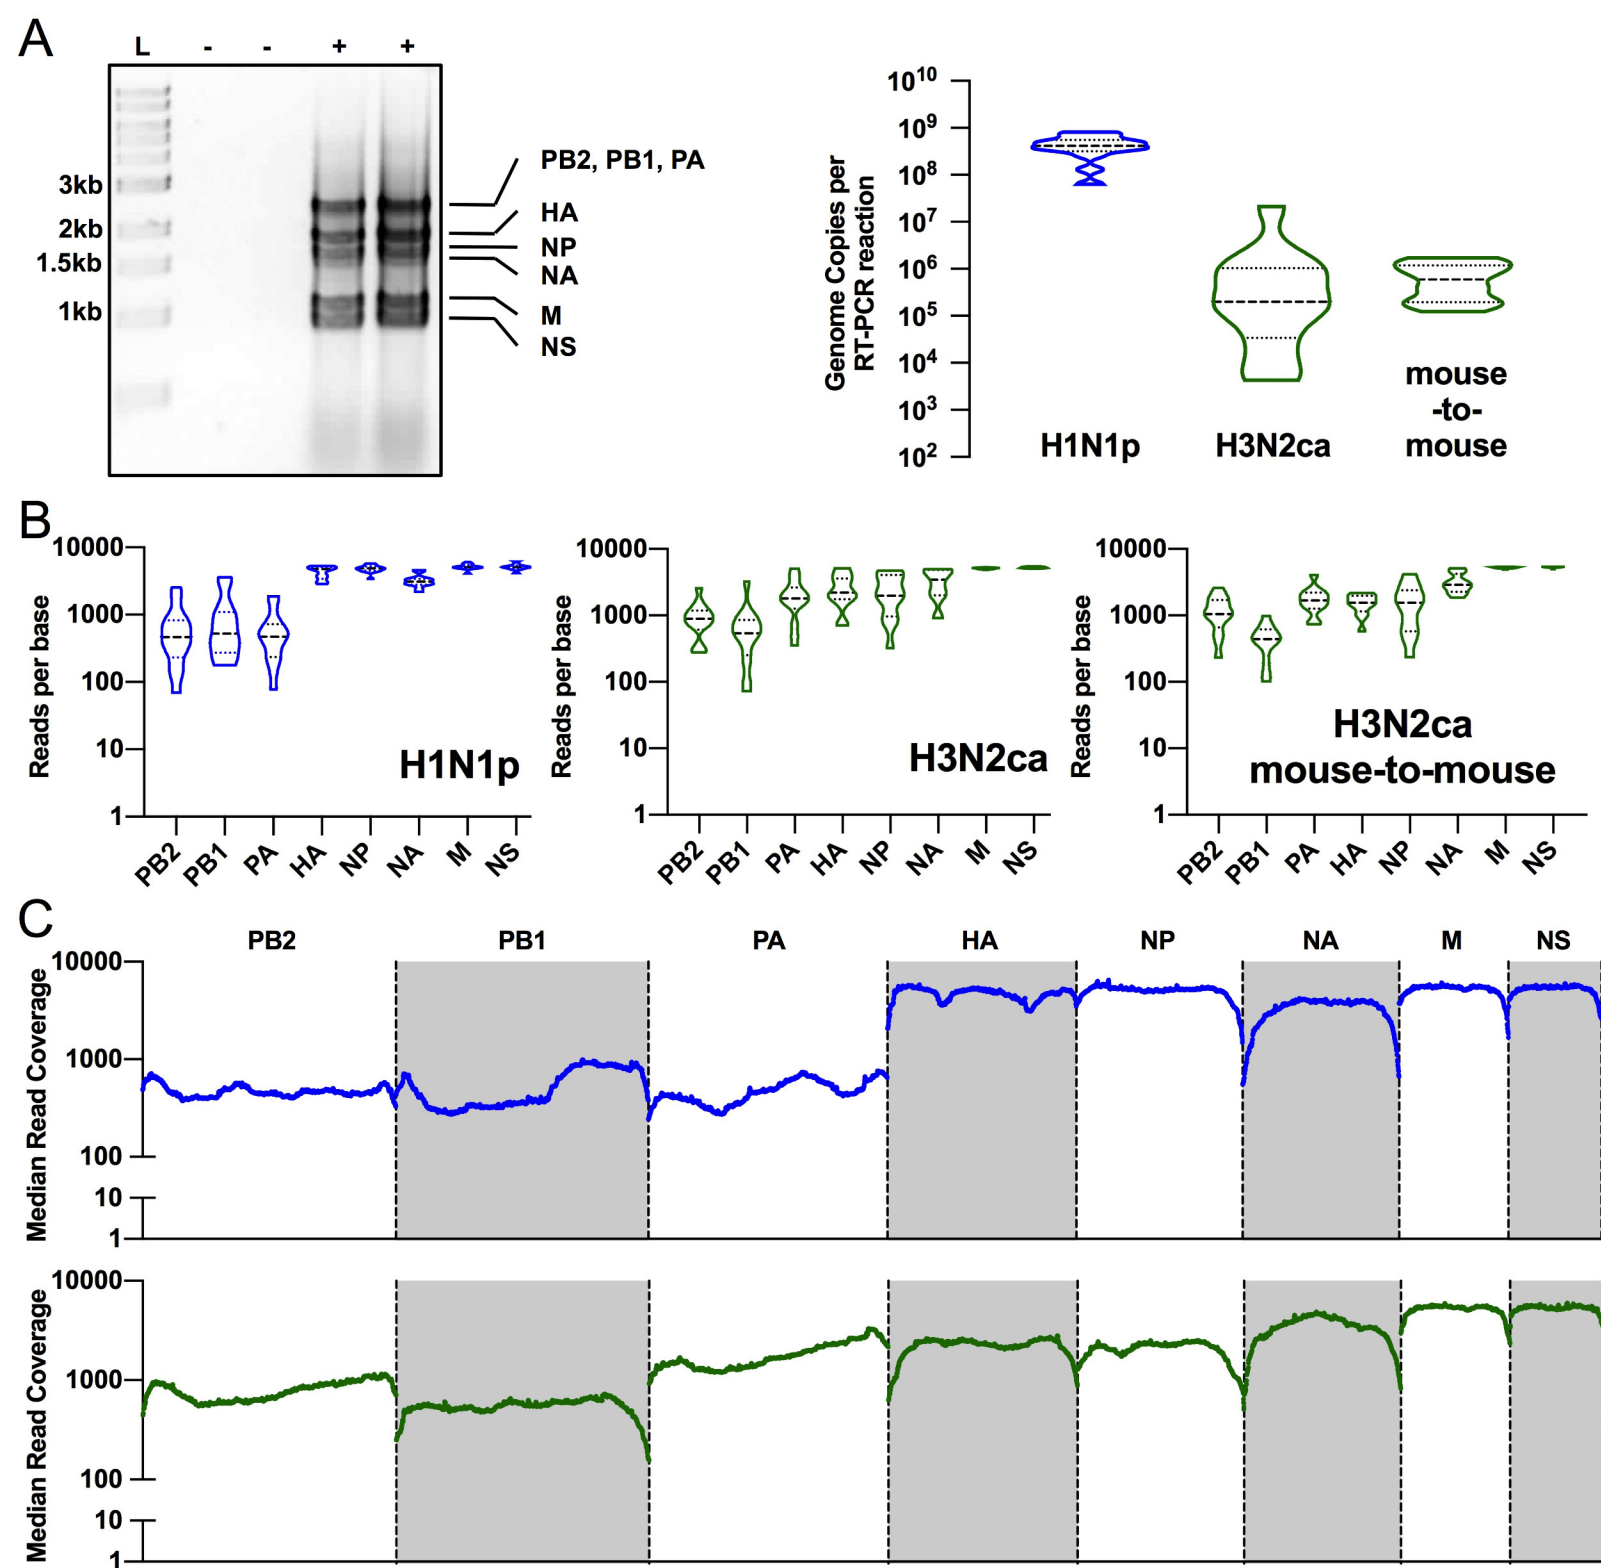 A
L - - + +
3kb
2kb
1.5kb
1kb
PB2, PB1, PA
HA
NP
NA
M
NS
Genome Copies per
RT-PCR reaction
10^10
10^9
10^8
10^7
10^6
10^5
10^4
10^3
10^2
H1N1p
H3N2ca
mouse
-to-
mouse
B
Reads per base
10000
1000
100
10
1
H1N1p
PB2 PB1 PA HA NP NA M NS
Reads per base
10000
1000
100
10
1
H3N2ca
PB2 PB1 PA HA NP NA M NS
Reads per base
10000
1000
100
10
1
H3N2ca
mouse-to-mouse
PB2 PB1 PA HA NP NA M NS
C
PB2 PB1 PA HA NP NA M NS
Median Read Coverage
10000
1000
100
10
1
Median Read Coverage
10000
1000
100
10
1